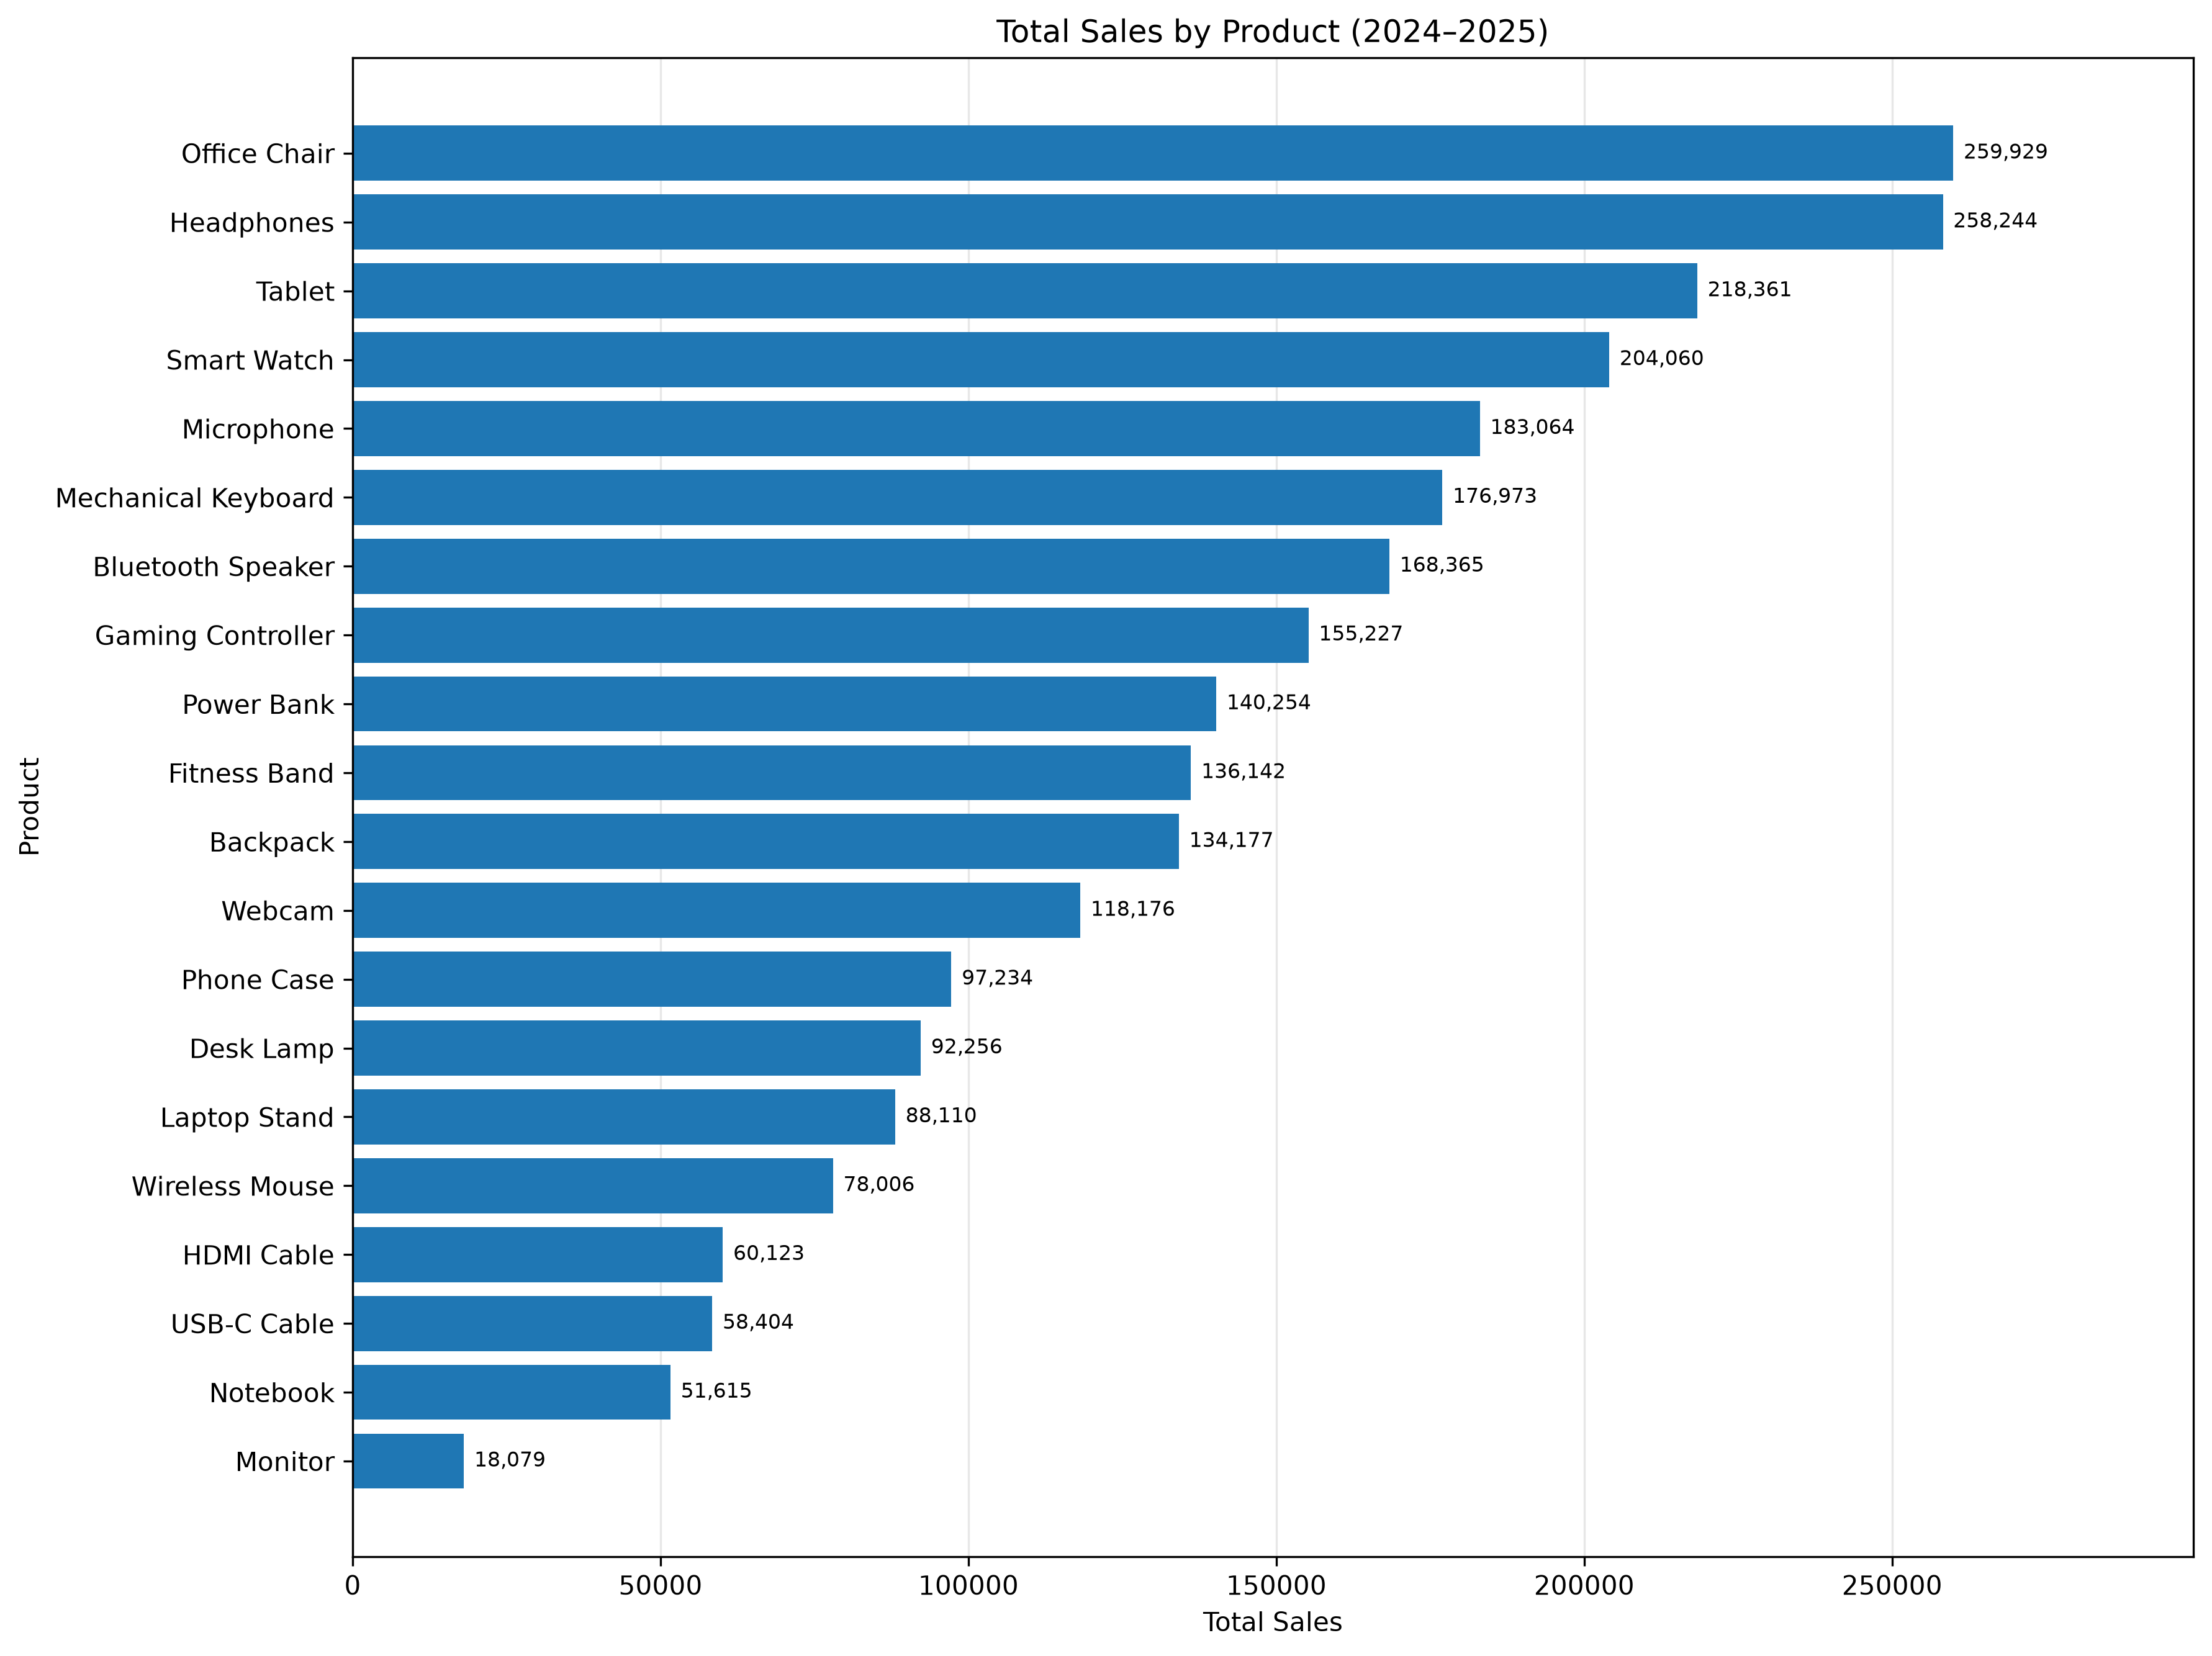 Total Sales by Product (2024–2025)
Office Chair 259,929
Headphones 258,244
Tablet 218,361
Smart Watch 204,060
Microphone 183,064
Mechanical Keyboard 176,973
Bluetooth Speaker 168,365
Gaming Controller 155,227
Power Bank 140,254
Fitness Band 136,142
Backpack 134,177
Webcam 118,176
Phone Case 97,234
Desk Lamp 92,256
Laptop Stand 88,110
Wireless Mouse 78,006
HDMI Cable 60,123
USB-C Cable 58,404
Notebook 51,615
Monitor 18,079
Product
0 50000 100000 150000 200000 250000
Total Sales